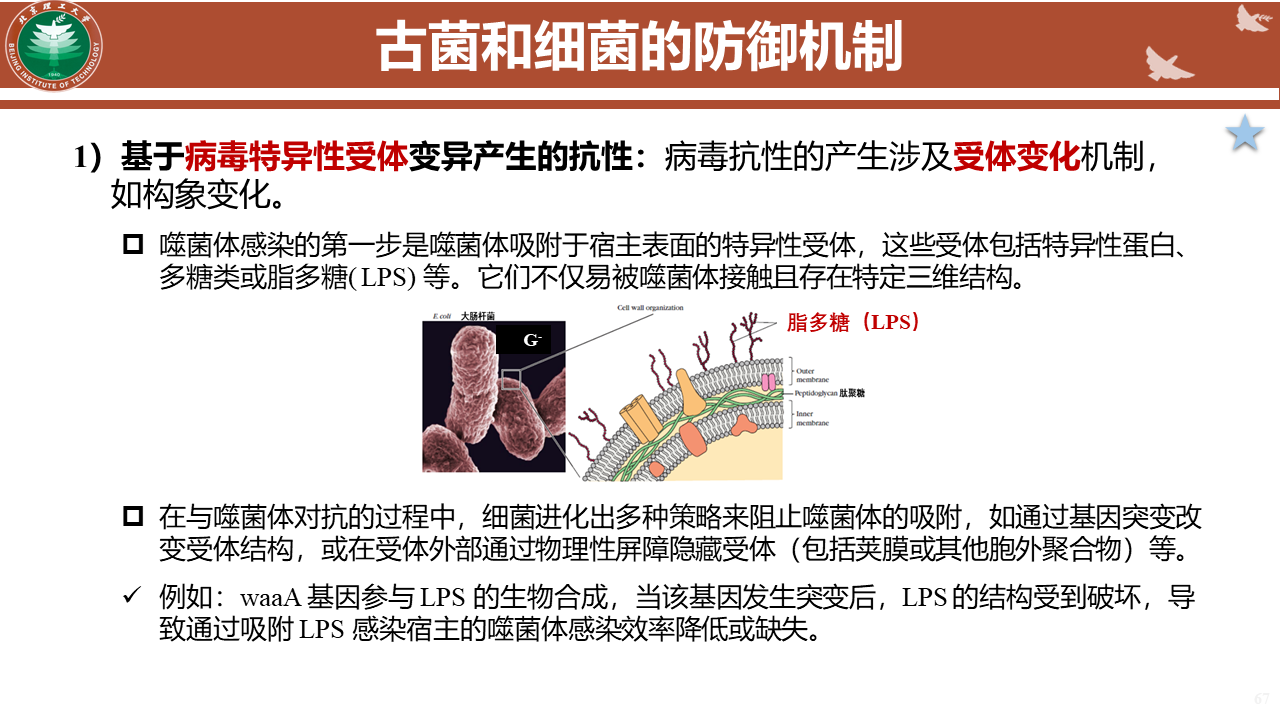 北京理工大学
BEIJING INSTITUTE OF TECHNOLOGY
1940
古菌和细菌的防御机制
1）基于病毒特异性受体变异产生的抗性：病毒抗性的产生涉及受体变化机制，
如构象变化。
噬菌体感染的第一步是噬菌体吸附于宿主表面的特异性受体，这些受体包括特异性蛋白、
多糖类或脂多糖( LPS) 等。它们不仅易被噬菌体接触且存在特定三维结构。
E. coli 大肠杆菌
G-
Cell wall organization
脂多糖（LPS）
Outer
membrane
Peptidoglycan 肽聚糖
Inner
membrane
在与噬菌体对抗的过程中，细菌进化出多种策略来阻止噬菌体的吸附，如通过基因突变改
变受体结构，或在受体外部通过物理性屏障隐藏受体（包括荚膜或其他胞外聚合物）等。
✓ 例如：waaA 基因参与 LPS 的生物合成，当该基因发生突变后，LPS 的结构受到破坏，导
致通过吸附 LPS 感染宿主的噬菌体感染效率降低或缺失。
67